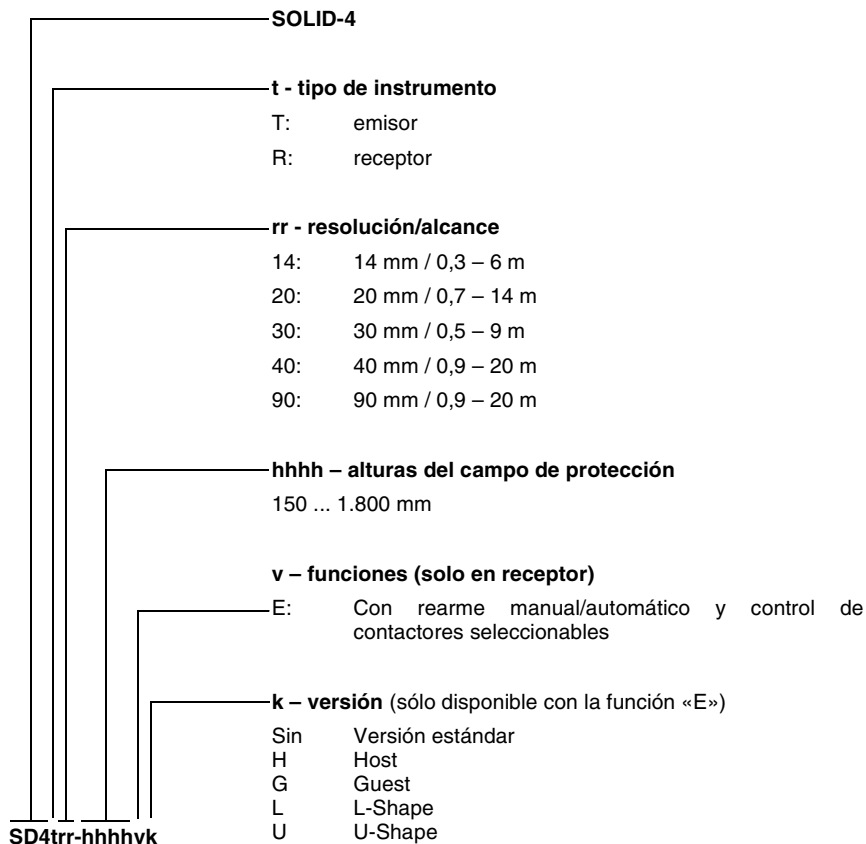 SOLID-4
t - tipo de instrumento
T: emisor
R: receptor
rr - resolución/alcance
14: 14 mm / 0,3 – 6 m
20: 20 mm / 0,7 – 14 m
30: 30 mm / 0,5 – 9 m
40: 40 mm / 0,9 – 20 m
90: 90 mm / 0,9 – 20 m
hhhh – alturas del campo de protección
150 ... 1.800 mm
v – funciones (solo en receptor)
E: Con rearme manual/automático y control de
contactores seleccionables
k – versión (sólo disponible con la función «E»)
Sin Versión estándar
H Host
G Guest
L L-Shape
U U-Shape
SD4trr-hhhhvk